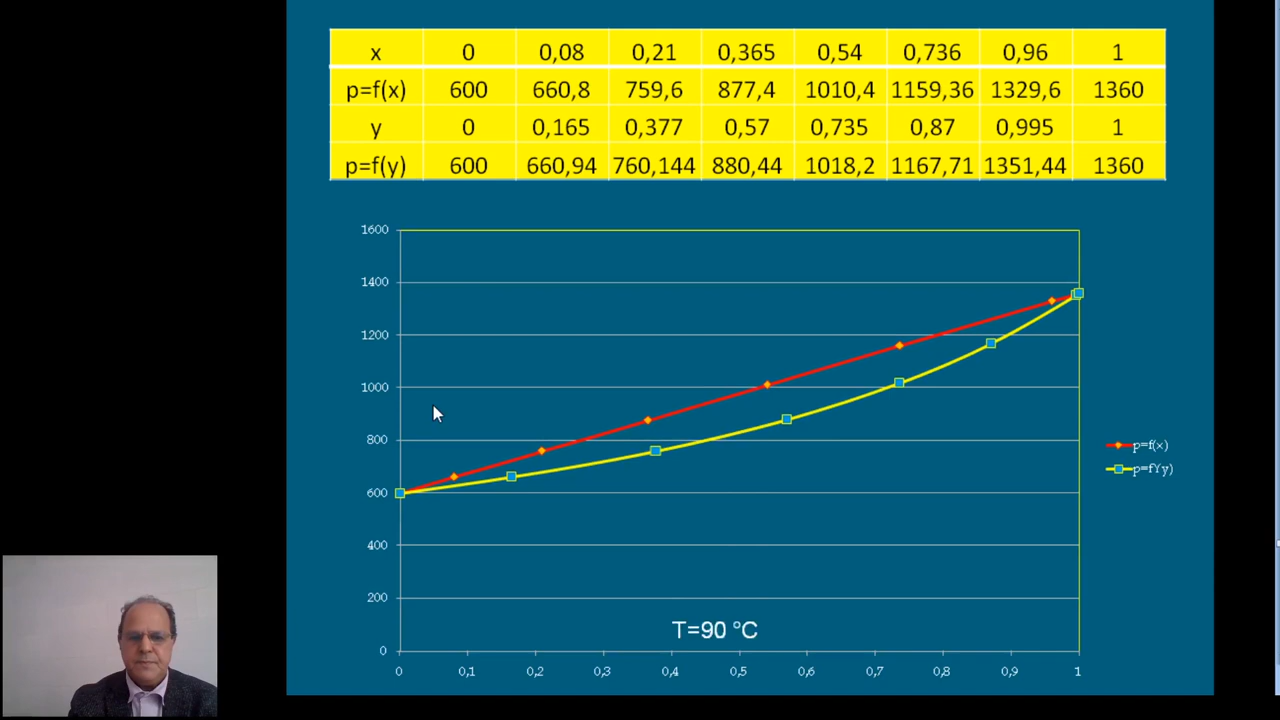 x 0 0,08 0,21 0,365 0,54 0,736 0,96 1
p=f(x) 600 660,8 759,6 877,4 1010,4 1159,36 1329,6 1360
y 0 0,165 0,377 0,57 0,735 0,87 0,995 1
p=f(y) 600 660,94 760,144 880,44 1018,2 1167,71 1351,44 1360
1600
1400
1200
1000
800
600
400
200
0
p=f(x)
p=fYy)
T=90 °C
0 0,1 0,2 0,3 0,4 0,5 0,6 0,7 0,8 0,9 1